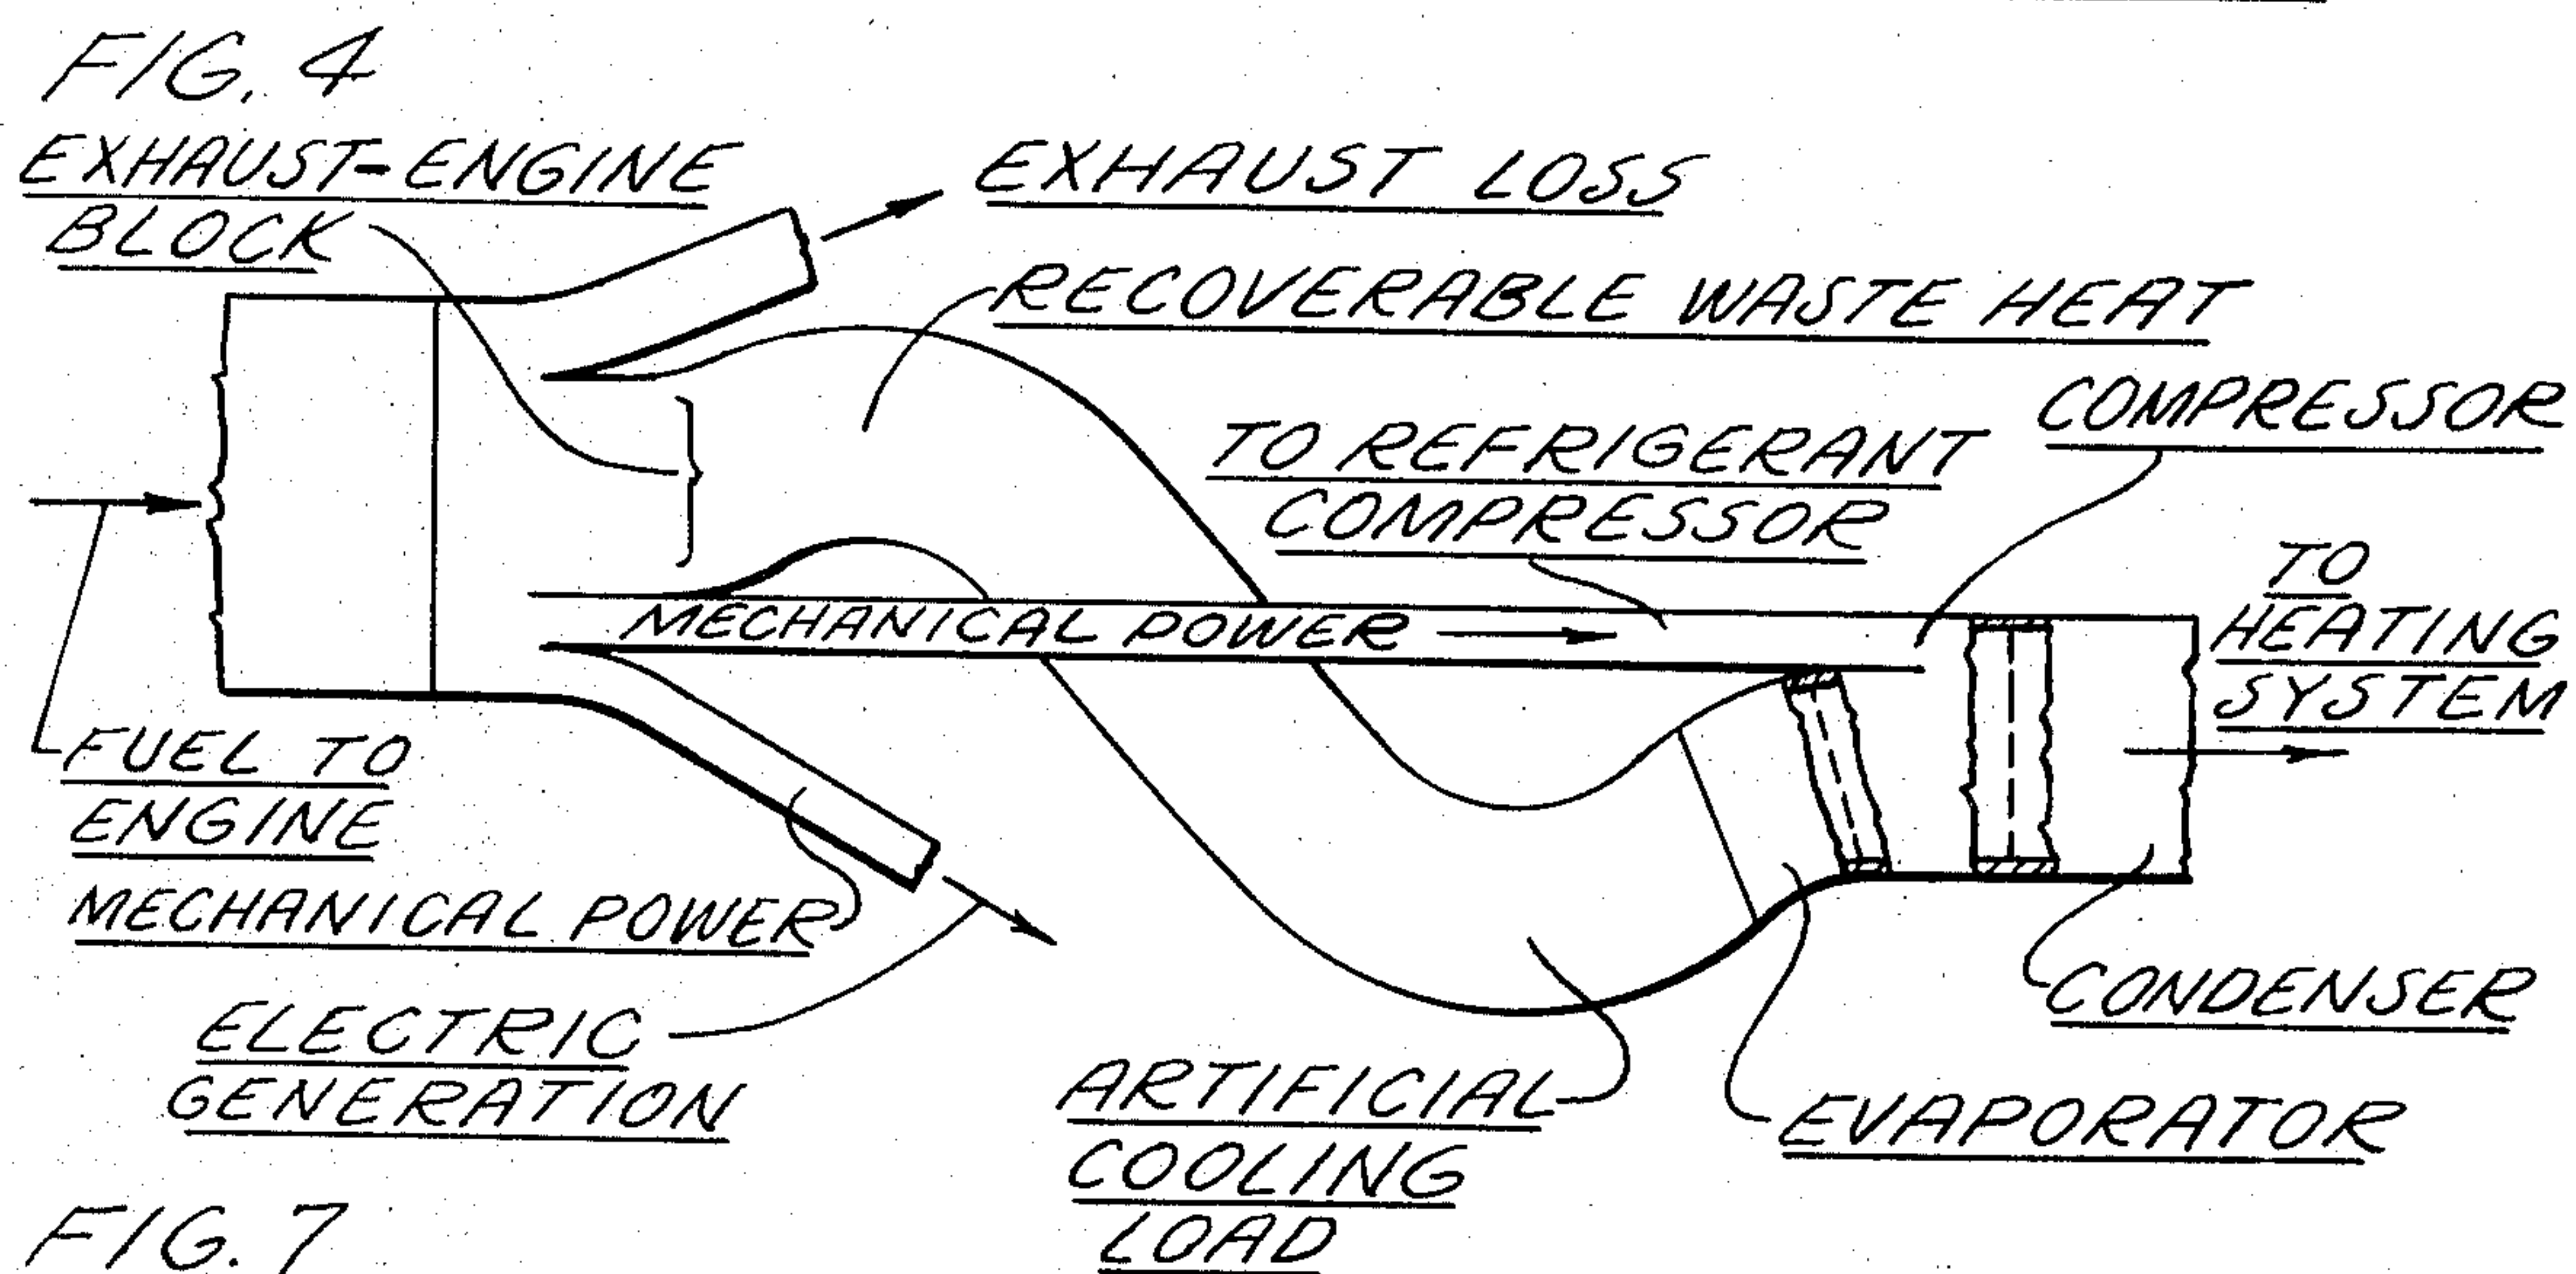 FIG. 4
EXHAUST-ENGINE
BLOCK
EXHAUST LOSS
RECOVERABLE WASTE HEAT
COMPRESSOR
TO REFRIGERANT
COMPRESSOR
TO
HEATING
SYSTEM
MECHANICAL POWER
FUEL TO
ENGINE
MECHANICAL POWER
ELECTRIC
GENERATION
CONDENSER
ARTIFICIAL
COOLING
LOAD
EVAPORATOR
FIG. 7